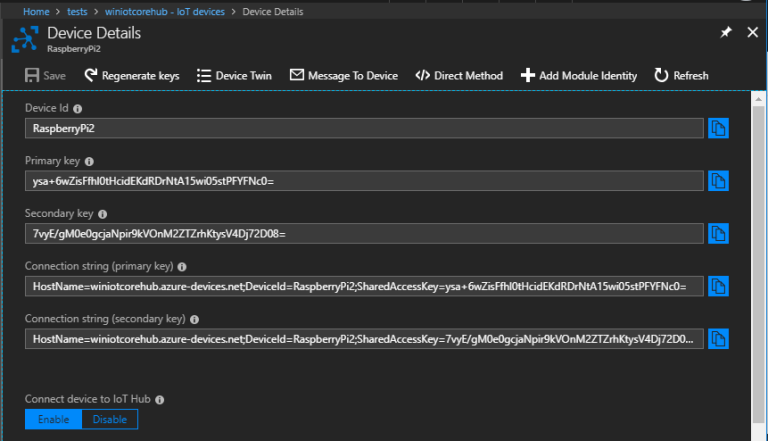 Home > tests > winiotcorehub - IoT devices > Device Details
Device Details
RaspberryPi2
Save Regenerate keys Device Twin Message To Device </> Direct Method Add Module Identity Refresh
Device Id
RaspberryPi2
Primary key
ysa+6wZisFfhI0tHcidEKdRDrNtA15wi05stPFYFNc0=
Secondary key
7vyE/gM0e0gcjaNpir9kVOnM2ZTZrhKtysV4Dj72D08=
Connection string (primary key)
HostName=winiotcorehub.azure-devices.net;DeviceId=RaspberryPi2;SharedAccessKey=ysa+6wZisFfhI0tHcidEKdRDrNtA15wi05stPFYFNc0=
Connection string (secondary key)
HostName=winiotcorehub.azure-devices.net;DeviceId=RaspberryPi2;SharedAccessKey=7vyE/gM0e0gcjaNpir9kVOnM2ZTZrhKtysV4Dj72D0...
Connect device to IoT Hub
Enable Disable